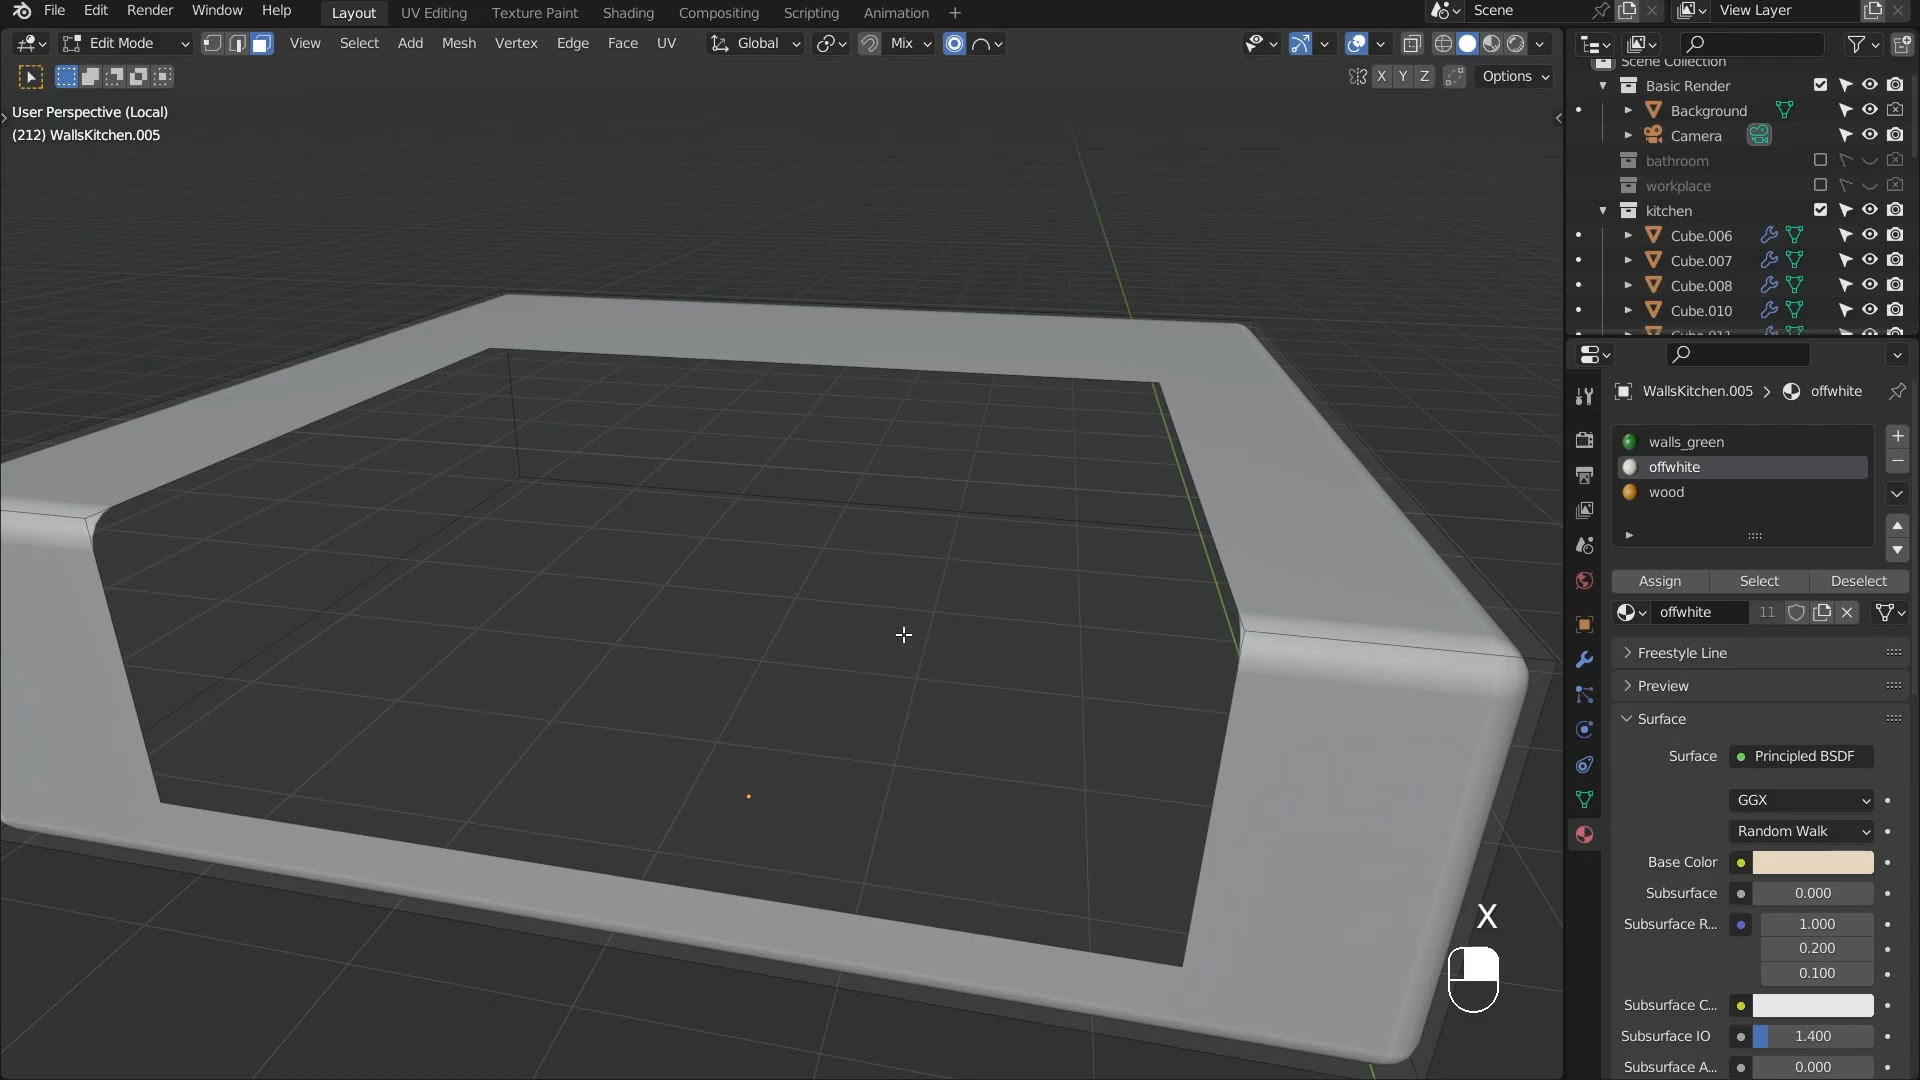 File Edit Render Window Help Layout UV Editing Texture Paint Shading Compositing Scripting Animation + Scene View Layer
Edit Mode View Select Add Mesh Vertex Edge Face UV Global Mix
X Y Z Options
User Perspective (Local)
(212) WallsKitchen.005
Scene Collection
Basic Render
Background
Camera
bathroom
workplace
kitchen
Cube.006
Cube.007
Cube.008
Cube.010
Cube.011
WallsKitchen.005 > offwhite
walls_green
offwhite
wood
Assign Select Deselect
offwhite 11
Freestyle Line
Preview
Surface
Surface Principled BSDF
GGX
Random Walk
Base Color
Subsurface 0.000
Subsurface R... 1.000
0.200
0.100
Subsurface C...
Subsurface IO 1.400
Subsurface A... 0.000
X